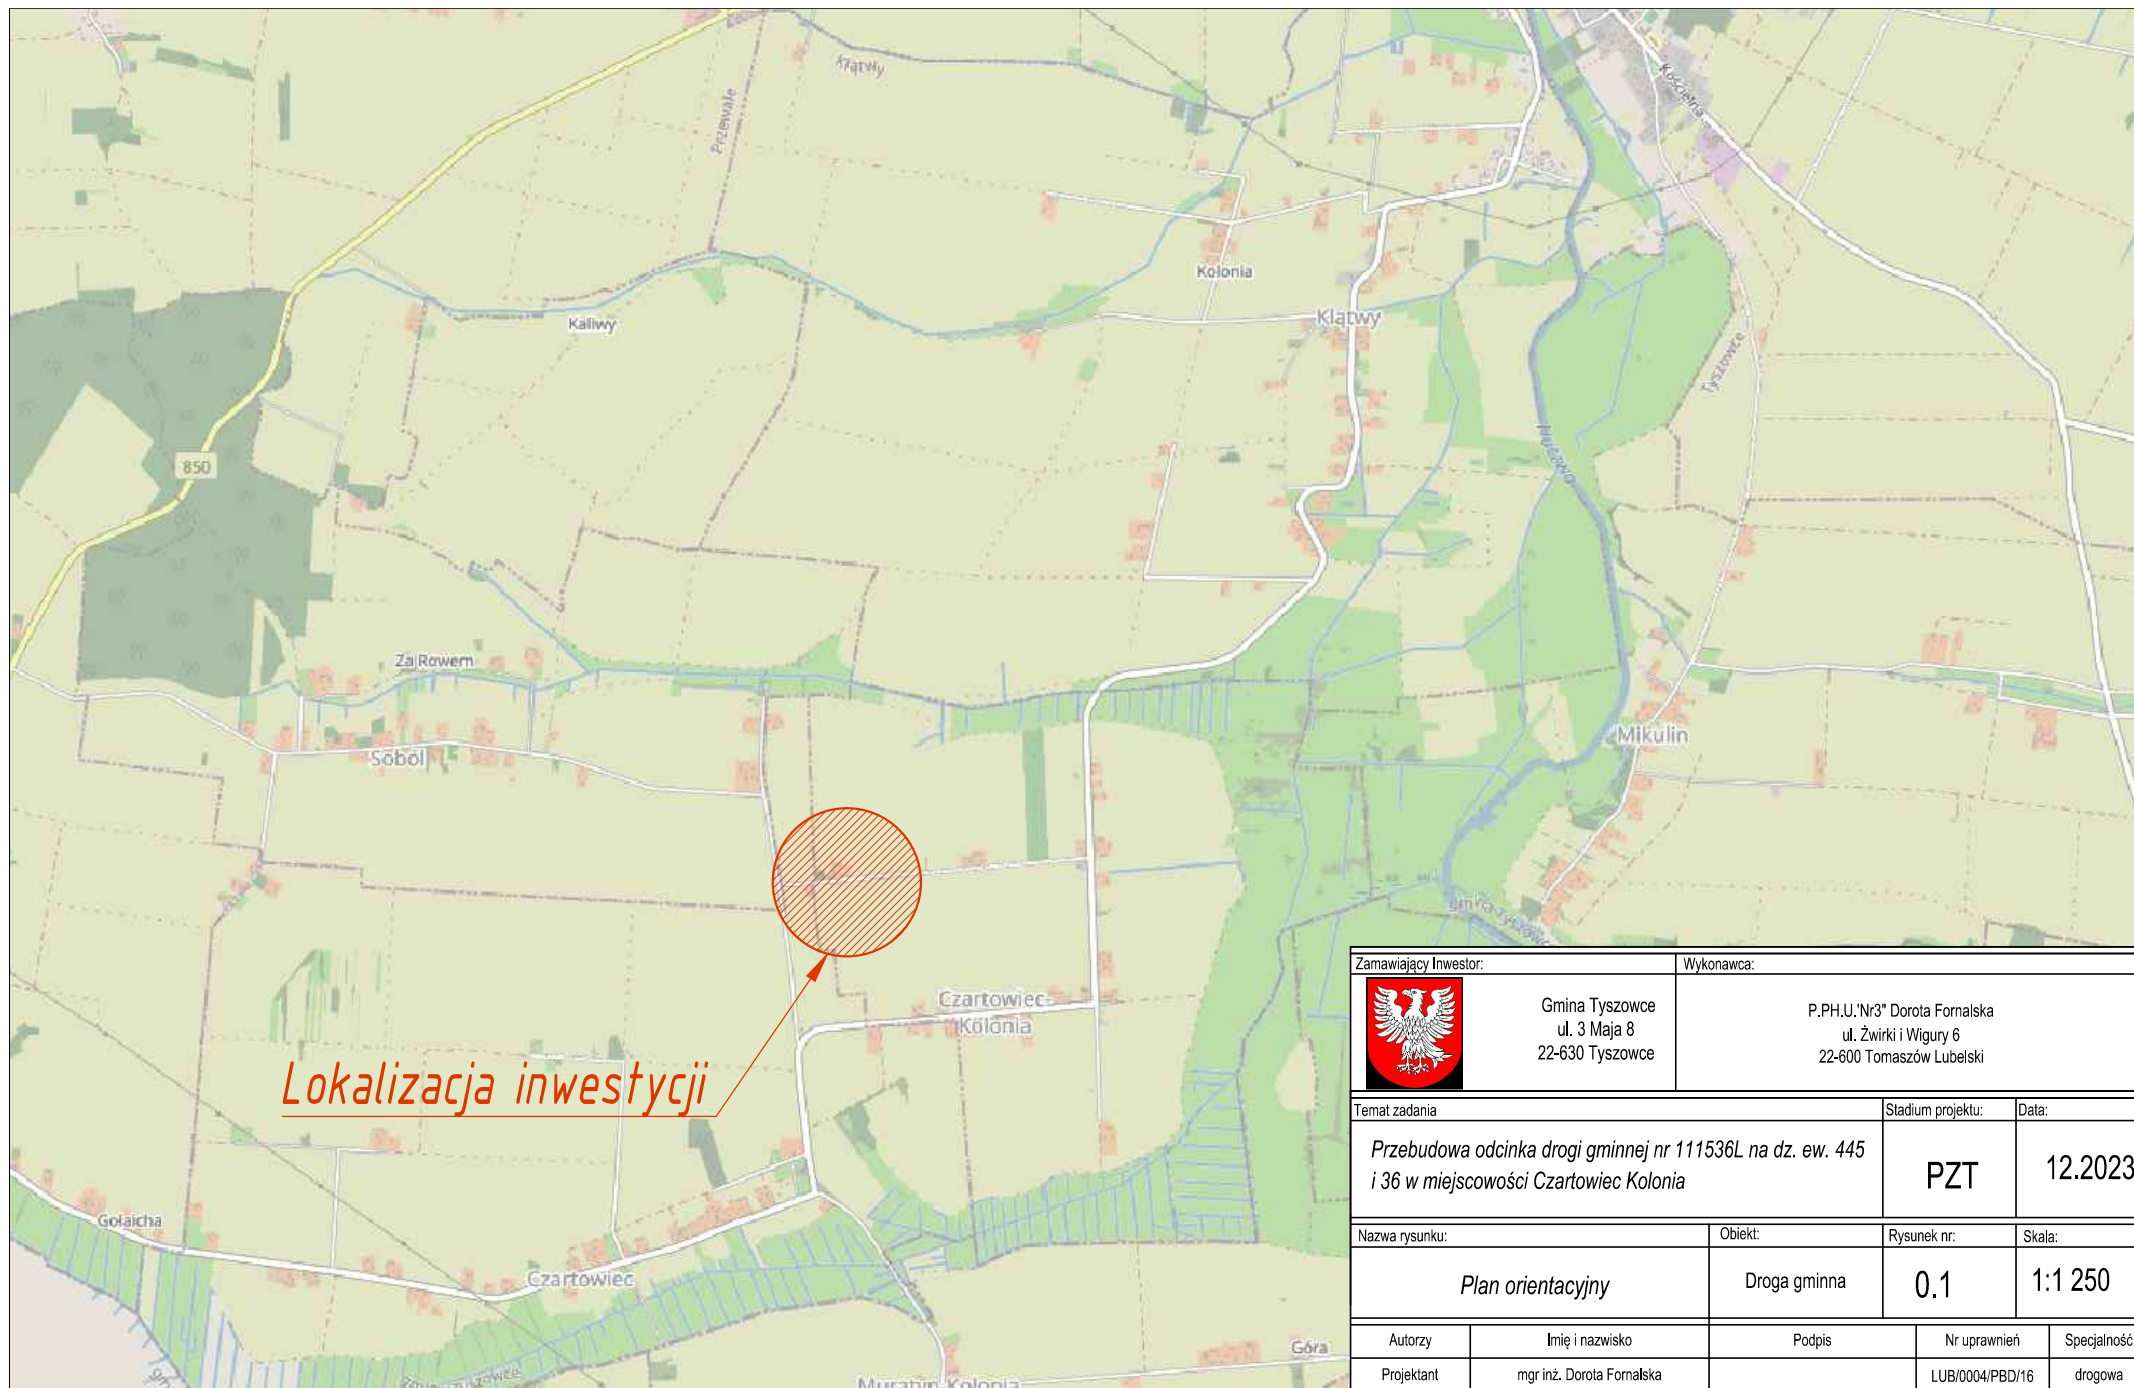 Kościelna
Kłątwy
Przewale
Kolonia
Kaliwy
Klątwy
Tyszowce
850
Huczwa
Za Rowem
Soból
Mikulin
gmina Tyszowce
Czartowiec-
Kolonia
Lokalizacja inwestycji
Gołaicha
Czartowiec
Góra
Muratyn-Kolonia
Zamawiający Inwestor:
Wykonawca:
Gmina Tyszowce
ul. 3 Maja 8
22-630 Tyszowce
P.PH.U.'Nr3" Dorota Fornalska
ul. Żwirki i Wigury 6
22-600 Tomaszów Lubelski
Temat zadania
Stadium projektu:
Data:
Przebudowa odcinka drogi gminnej nr 111536L na dz. ew. 445
i 36 w miejscowości Czartowiec Kolonia
PZT
12.2023
Nazwa rysunku:
Obiekt:
Rysunek nr:
Skala:
Plan orientacyjny
Droga gminna
0.1
1:1 250
Autorzy
Imię i nazwisko
Podpis
Nr uprawnień
Specjalność
Projektant
mgr inż. Dorota Fornalska
LUB/0004/PBD/16
drogowa